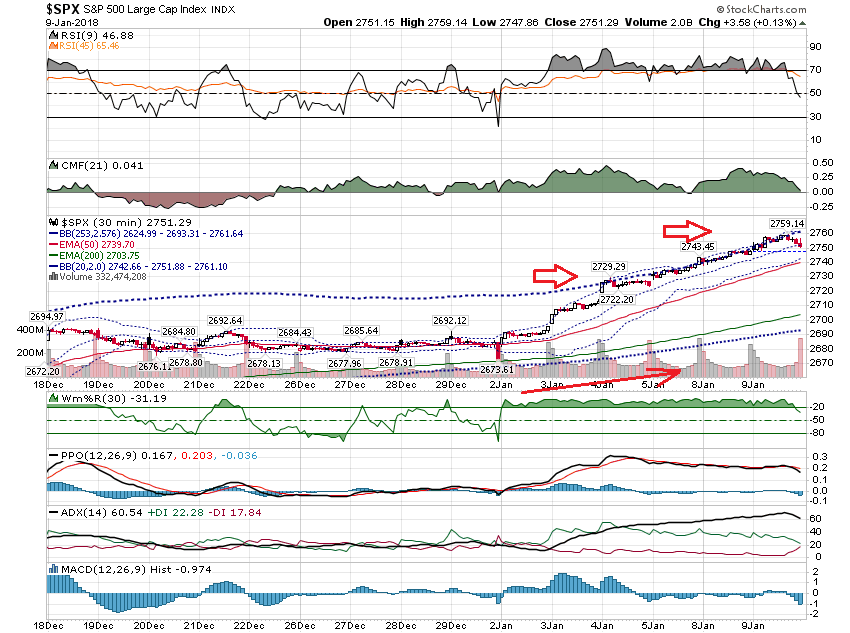 $SPX S&P 500 Large Cap Index INDX
© StockCharts.com
9-Jan-2018
Open 2751.15 High 2759.14 Low 2747.86 Close 2751.29 Volume 2.0B Chg +3.58 (+0.13%)
RSI(9) 46.88
RSI(45) 65.46
90
70
50
30
10
CMF(21) 0.041
0.50
0.25
0.00
-0.25
$SPX (30 min) 2751.29
BB(253,2.576) 2624.99 - 2693.31 - 2761.64
EMA(50) 2739.70
EMA(200) 2703.75
BB(20,2.0) 2742.66 - 2751.88 - 2761.10
Volume 332,474,208
2759.14
2743.45
2729.29
2722.20
2694.97
2684.80
2692.64
2684.43
2685.64
2692.12
2672.20
2676.11
2678.80
2678.13
2677.96
2678.91
2673.61
400M
200M
2760
2750
2740
2730
2720
2710
2700
2690
2680
2670
18Dec 19Dec 20Dec 21Dec 22Dec 26Dec 27Dec 28Dec 29Dec 2Jan 3Jan 4Jan 5Jan 8Jan 9Jan
Wm%R(30) -31.19
-20
-50
-80
PPO(12,26,9) 0.167, 0.203, -0.036
0.3
0.2
0.1
0.0
-0.1
ADX(14) 60.54 +DI 22.28 -DI 17.84
60
40
20
0
MACD(12,26,9) Hist -0.974
2
1
0
-1
-2
18Dec 19Dec 20Dec 21Dec 22Dec 26Dec 27Dec 28Dec 29Dec 2Jan 3Jan 4Jan 5Jan 8Jan 9Jan